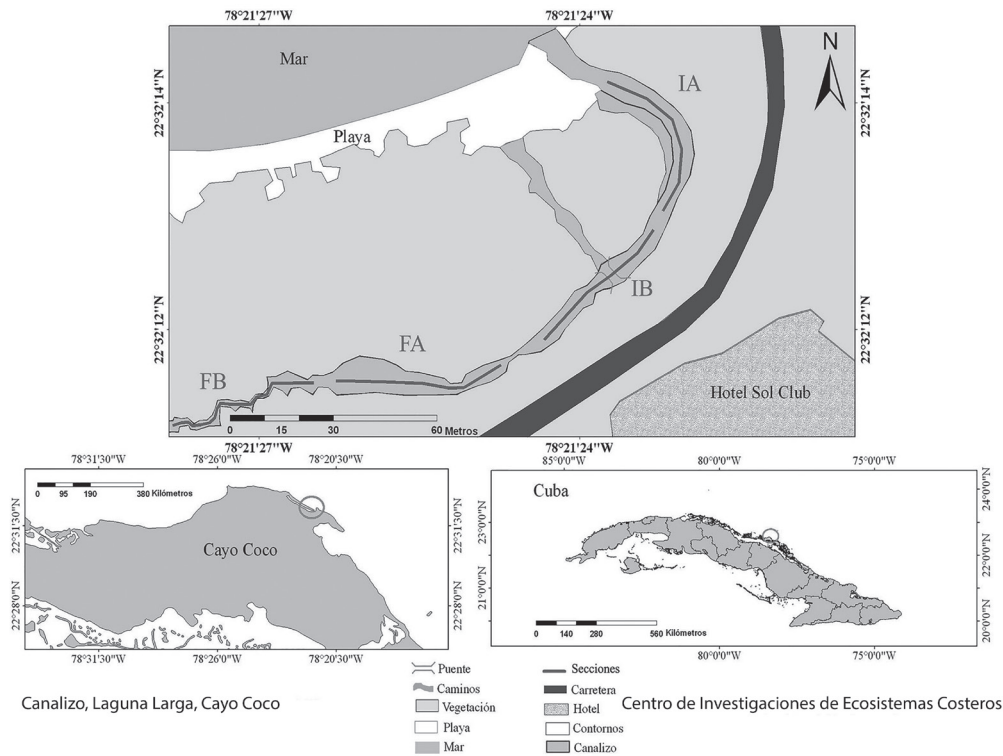 78°21'27"W 78°21'24"W
N
Mar
IA
22°32'14"N 22°32'14"N
Playa
IB
22°32'12"N 22°32'12"N
FA
FB
Hotel Sol Club
0 15 30 60 Metros
78°21'27"W 78°21'24"W
78°31'30"W 78°26'00"W 78°20'30"W
0 95 190 380 Kilómetros
22°31'30"N 22°31'30"N
Cayo Coco
22°28'0"N 22°28'0"N
78°31'30"W 78°26'00"W 78°20'30"W
85°0'0"W 80°0'0"W 75°0'0"W
Cuba
24°0'0"N
23°0'0"N
22°0'0"N
21°0'0"N
20°0'0"N
0 140 280 560 Kilómetros
80°0'0"W 75°0'0"W
Puente
Caminos
Vegetación
Playa
Mar
Secciones
Carretera
Hotel
Contornos
Canalizo
Canalizo, Laguna Larga, Cayo Coco
Centro de Investigaciones de Ecosistemas Costeros